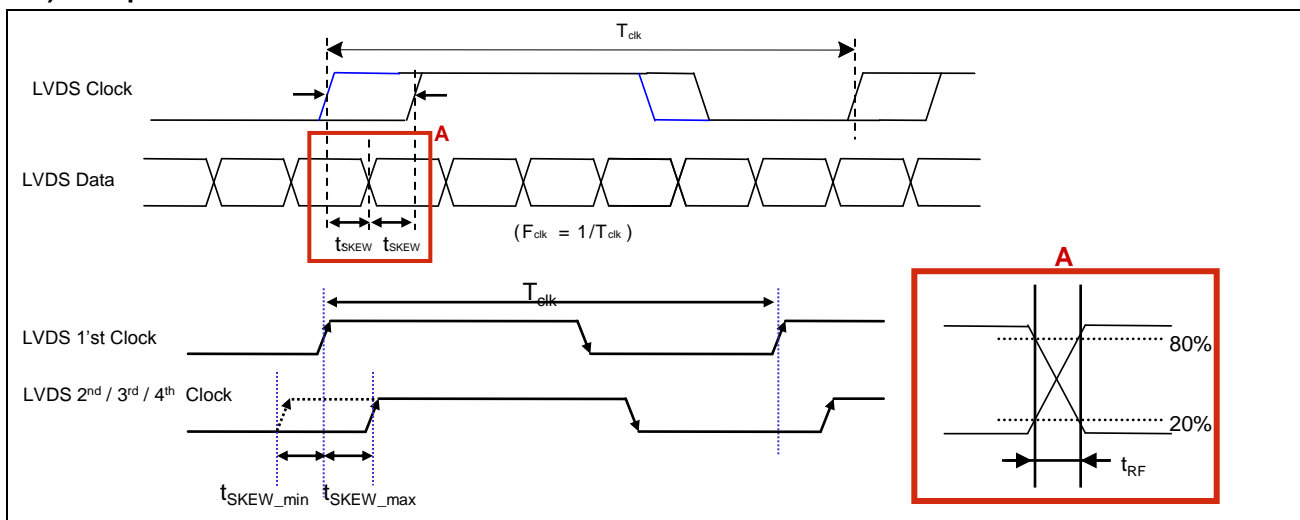 Tclk
LVDS Clock
A
LVDS Data
tSKEW tSKEW
(Fclk = 1/Tclk)
A
Tclk
LVDS 1'st Clock
80%
LVDS 2nd / 3rd / 4th Clock
20%
tRF
tSKEW_min tSKEW_max